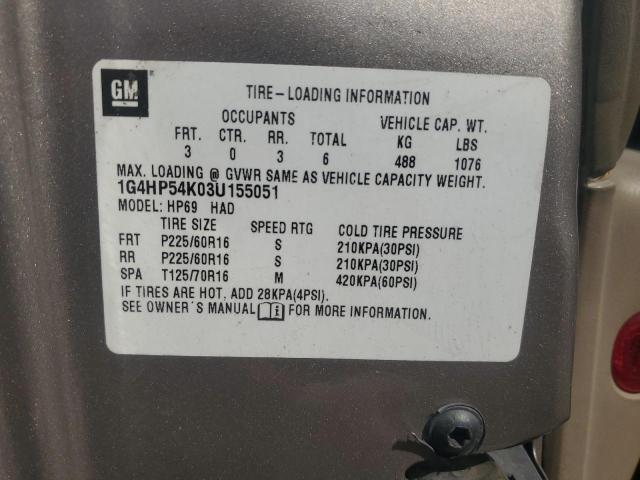 GM
TIRE-LOADING INFORMATION
OCCUPANTS VEHICLE CAP. WT.
FRT. CTR. RR. TOTAL KG LBS
3 0 3 6 488 1076
MAX. LOADING @ GVWR SAME AS VEHICLE CAPACITY WEIGHT.
1G4HP54K03U155051
MODEL: HP69 HAD
TIRE SIZE SPEED RTG COLD TIRE PRESSURE
FRT P225/60R16 S 210KPA(30PSI)
RR P225/60R16 S 210KPA(30PSI)
SPA T125/70R16 M 420KPA(60PSI)
IF TIRES ARE HOT, ADD 28KPA(4PSI).
SEE OWNER'S MANUAL i FOR MORE INFORMATION.